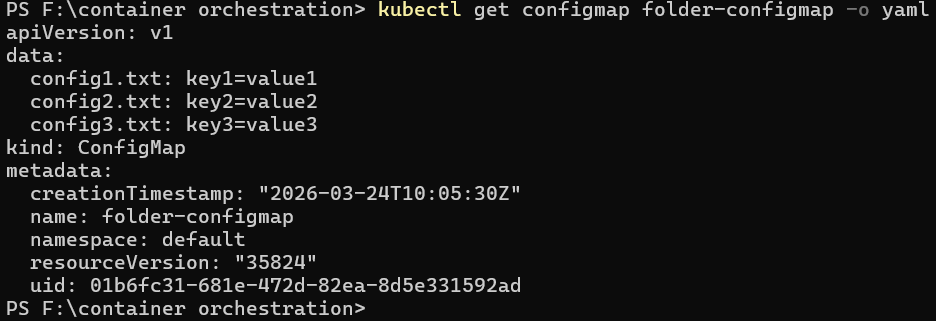 PS F:\container orchestration> kubectl get configmap folder-configmap -o yaml
apiVersion: v1
data:
  config1.txt: key1=value1
  config2.txt: key2=value2
  config3.txt: key3=value3
kind: ConfigMap
metadata:
  creationTimestamp: "2026-03-24T10:05:30Z"
  name: folder-configmap
  namespace: default
  resourceVersion: "35824"
  uid: 01b6fc31-681e-472d-82ea-8d5e331592ad
PS F:\container orchestration>